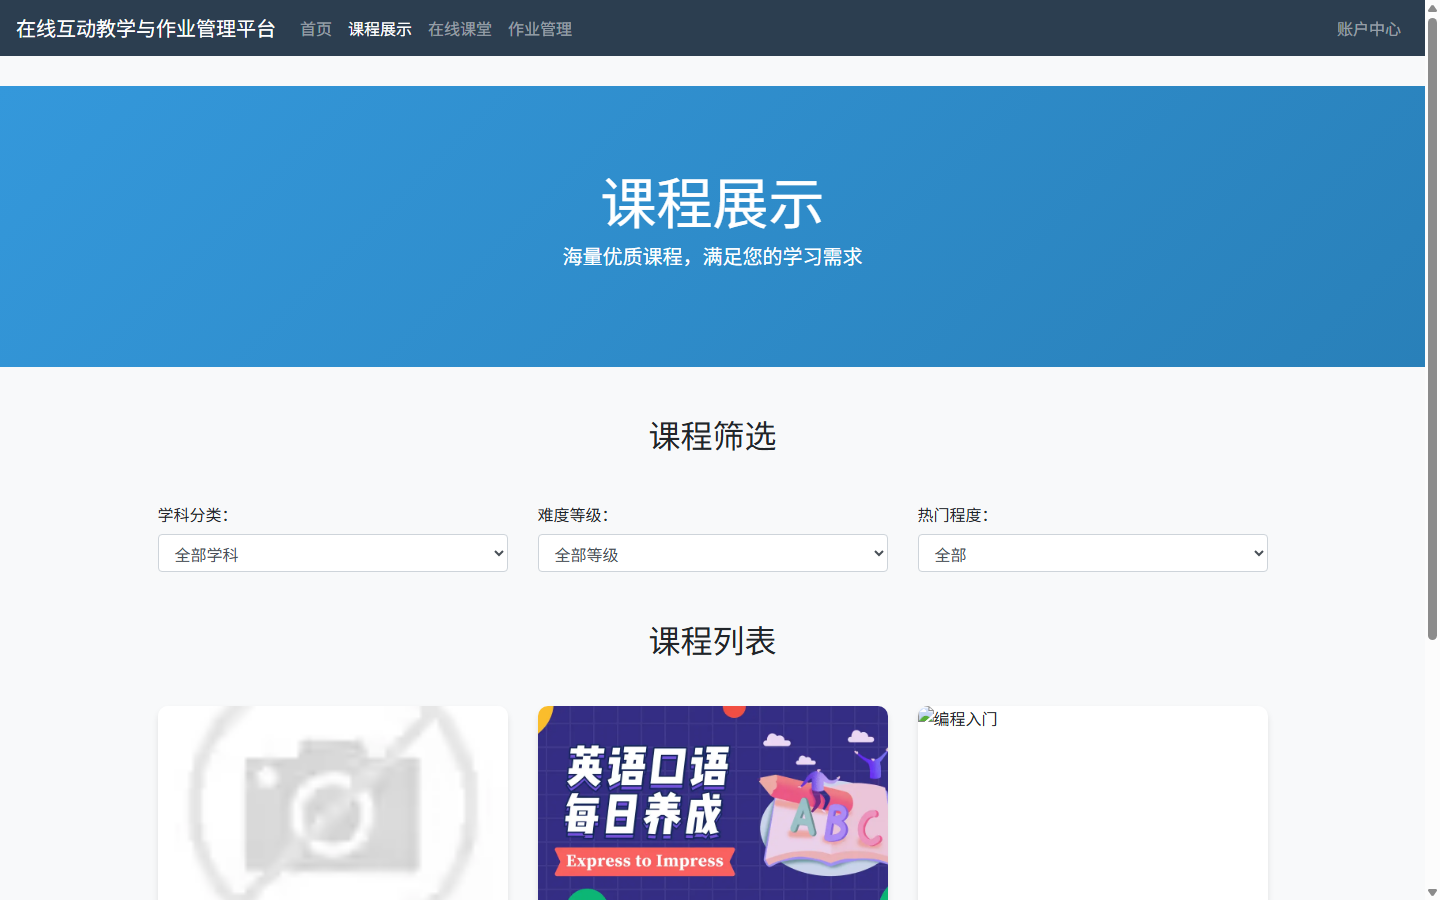 在线互动教学与作业管理平台 首页 课程展示 在线课堂 作业管理 账户中心
课程展示
海量优质课程，满足您的学习需求
课程筛选
学科分类： 难度等级： 热门程度：
全部学科 全部等级 全部
课程列表
编程入门
英语口语
每日养成
ABC
Express to Impress